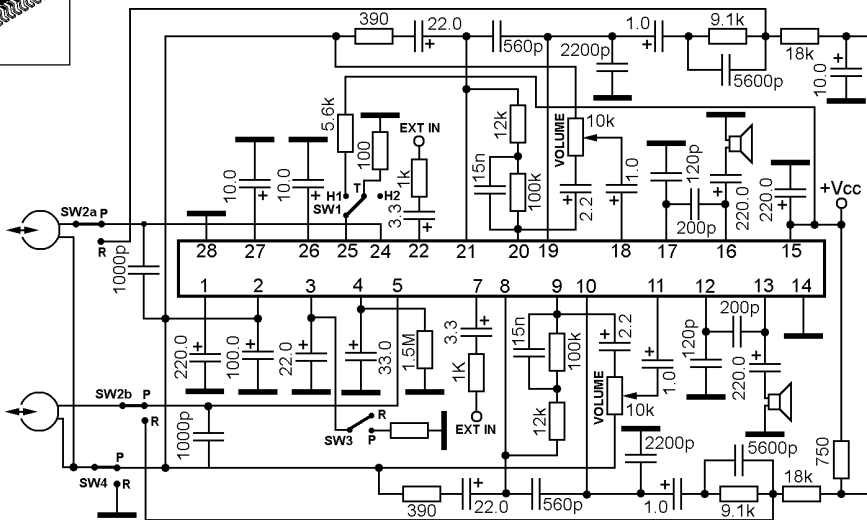 390
22.0
+
560p
1.0
+
9.1k
5600p
18k
10.0
+
2200p
5.6k
100
EXT IN
1k
3.3
+
12k
15n
100k
VOLUME
10k
2.2
+
1.0
+
120p
200p
220.0
+
220.0
+
+Vcc
10.0
+
10.0
+
H1
T
H2
SW1
SW2a
P
R
1000p
28
27
26
25
24
22
21
20
19
18
17
16
15
1
2
3
4
5
7
8
9
10
11
12
13
14
220.0
+
100.0
+
22.0
+
33.0
+
1.5M
3.3
+
1K
EXT IN
15n
100k
12k
2.2
+
VOLUME
10k
1.0
+
120p
200p
220.0
+
750
SW2b
P
R
1000p
SW3
R
P
SW4
P
R
390
22.0
+
560p
2200p
1.0
+
5600p
9.1k
18k